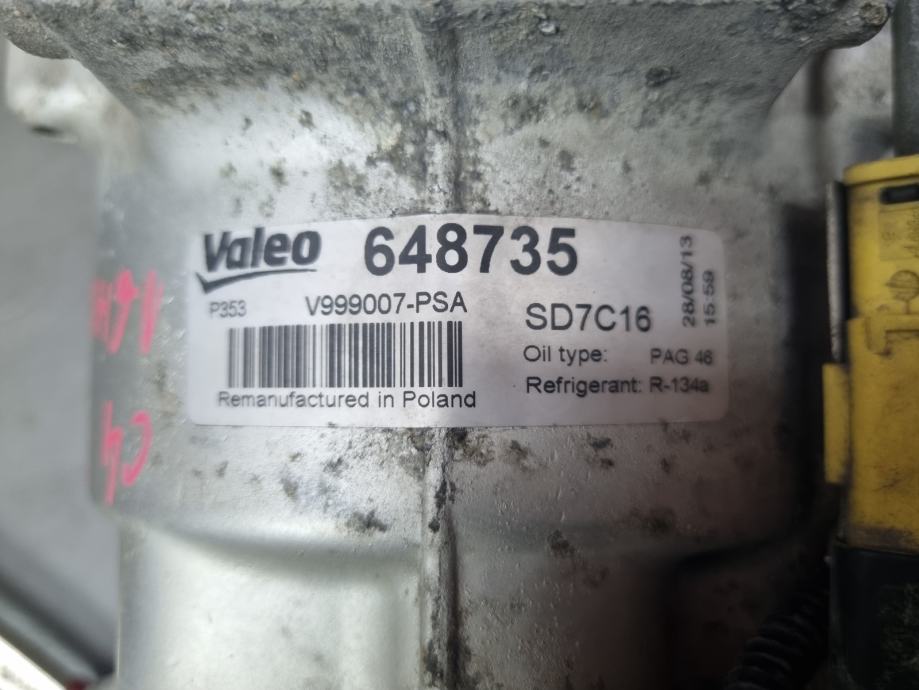 Valeo 648735
P353 V999007-PSA
SD7C16
Oil type: PAG 46
Refrigerant: R-134a
Remanufactured in Poland
28/08/13
15:59
C4